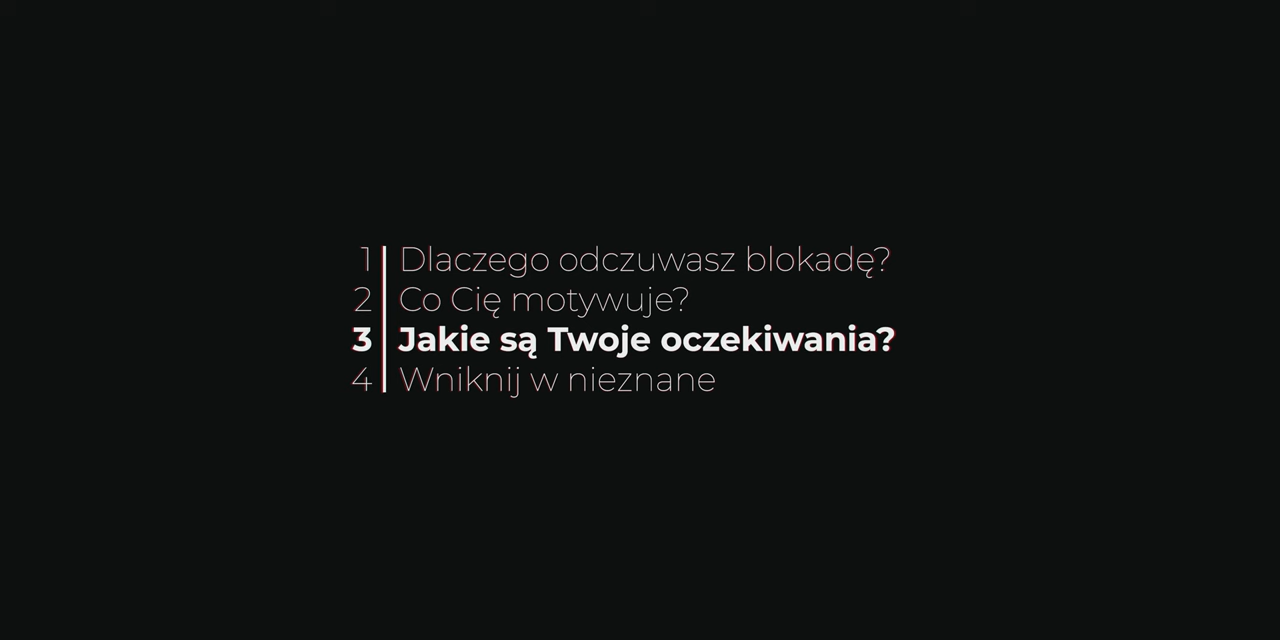 1 Dlaczego odczuwasz blokadę?
2 Co Cię motywuje?
3 Jakie są Twoje oczekiwania?
4 Wniknij w nieznane